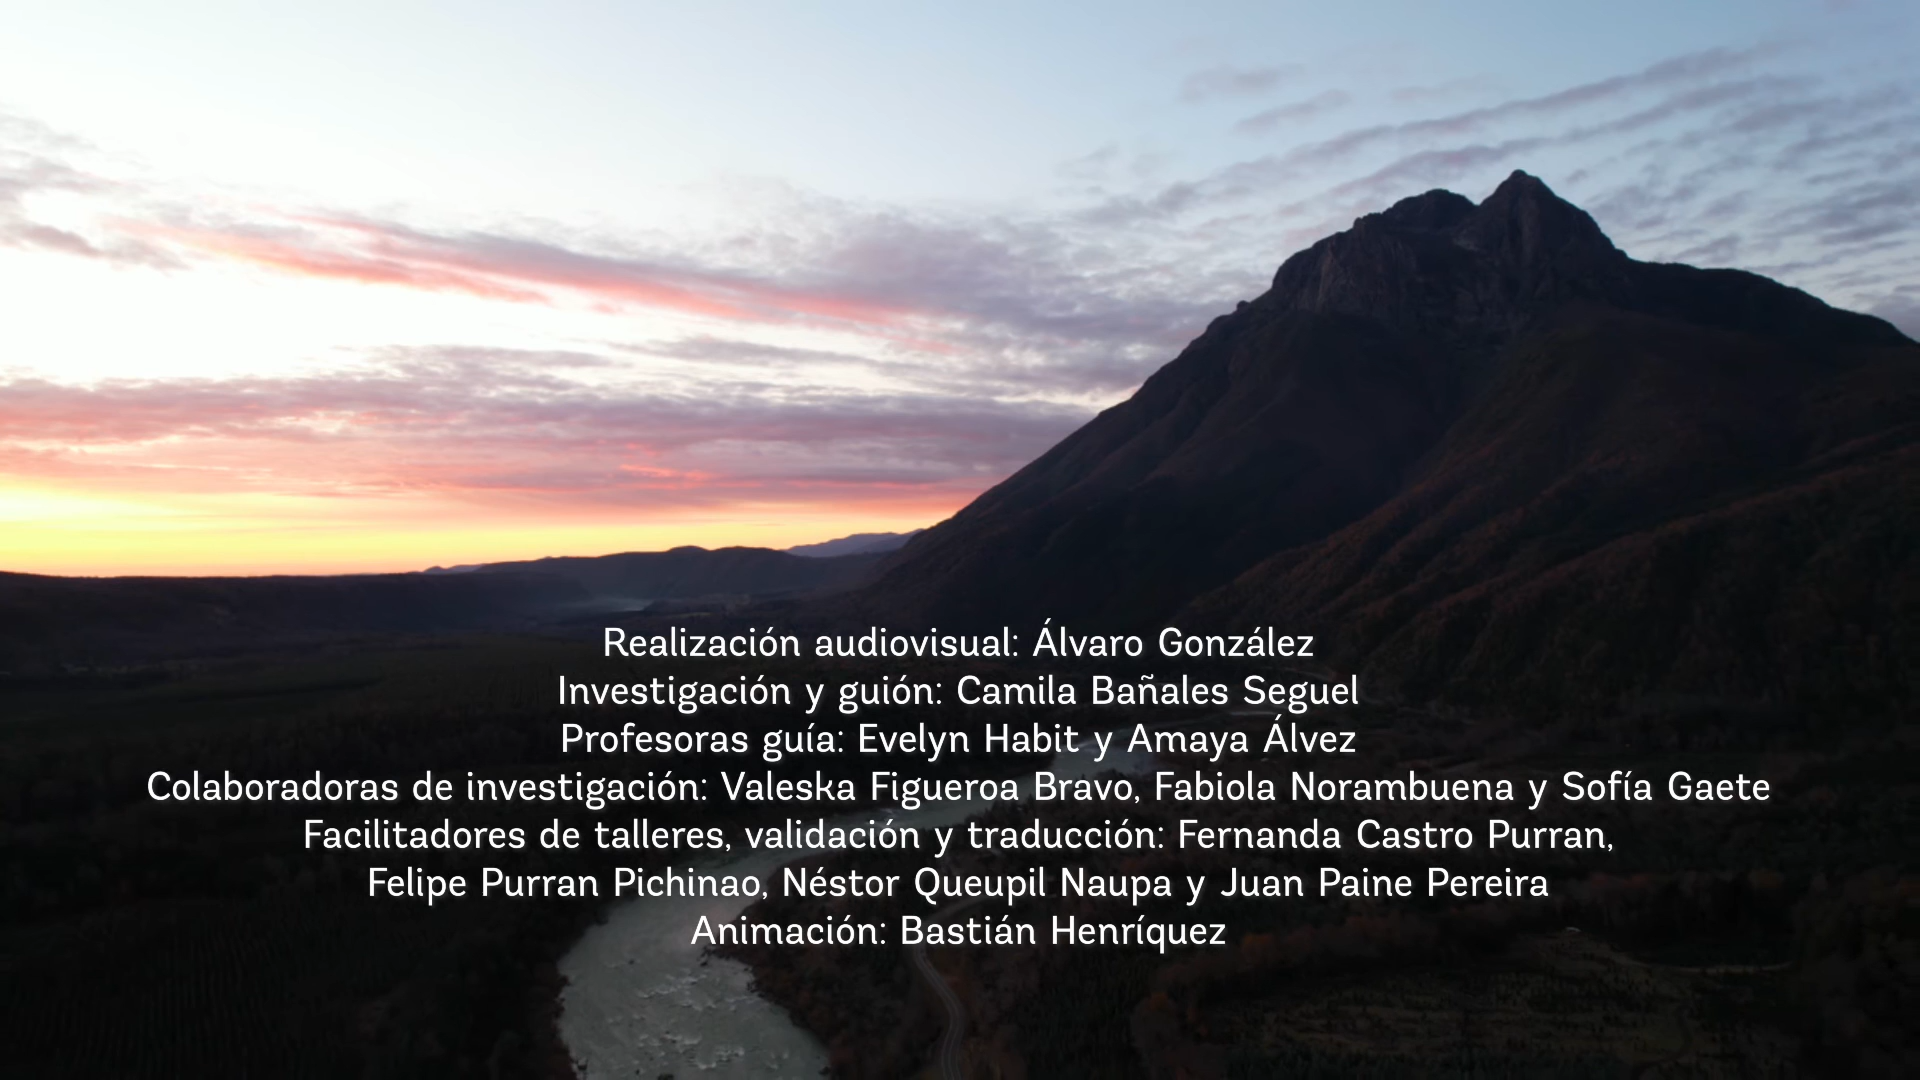 Realización audiovisual: Álvaro González
Investigación y guión: Camila Bañales Seguel
Profesoras guía: Evelyn Habit y Amaya Álvez
Colaboradoras de investigación: Valeska Figueroa Bravo, Fabiola Norambuena y Sofía Gaete
Facilitadores de talleres, validación y traducción: Fernanda Castro Purran,
Felipe Purran Pichinao, Néstor Queupil Naupa y Juan Paine Pereira
Animación: Bastián Henríquez